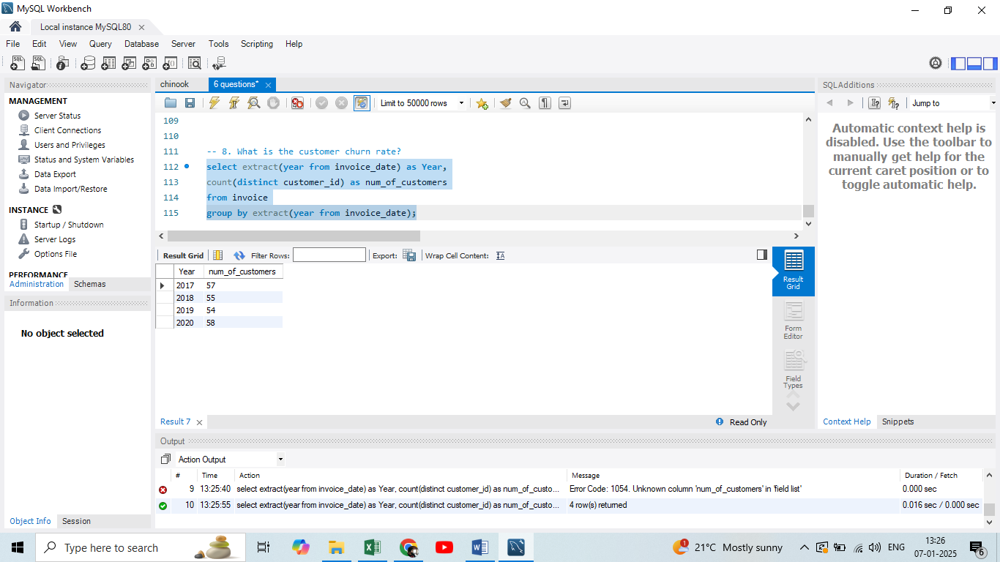 MySQL Workbench
Local instance MySQL80
File Edit View Query Database Server Tools Scripting Help
Navigator
MANAGEMENT
Server Status
Client Connections
Users and Privileges
Status and System Variables
Data Export
Data Import/Restore
INSTANCE
Startup / Shutdown
Server Logs
Options File
PERFORMANCE
Administration Schemas
Information
No object selected
Object Info Session
chinook 6 questions*
Limit to 50000 rows
109
110
111 -- 8. What is the customer churn rate?
112 select extract(year from invoice_date) as Year,
113 count(distinct customer_id) as num_of_customers
114 from invoice
115 group by extract(year from invoice_date);
Result Grid Filter Rows: Export: Wrap Cell Content:
Year num_of_customers
2017 57
2018 55
2019 54
2020 58
Result Grid
Form Editor
Field Types
Result 7 Read Only
SQLAdditions
Jump to
Automatic context help is
disabled. Use the toolbar to
manually get help for the
current caret position or to
toggle automatic help.
Context Help Snippets
Output
Action Output
# Time Action Message Duration / Fetch
9 13:25:40 select extract(year from invoice_date) as Year, count(distinct customer_id) as num_of_custo... Error Code: 1054. Unknown column 'num_of_customers' in 'field list' 0.000 sec
10 13:25:55 select extract(year from invoice_date) as Year, count(distinct customer_id) as num_of_custo... 4 row(s) returned 0.016 sec / 0.000 sec
Type here to search
1 21°C Mostly sunny ENG 13:26
07-01-2025
6